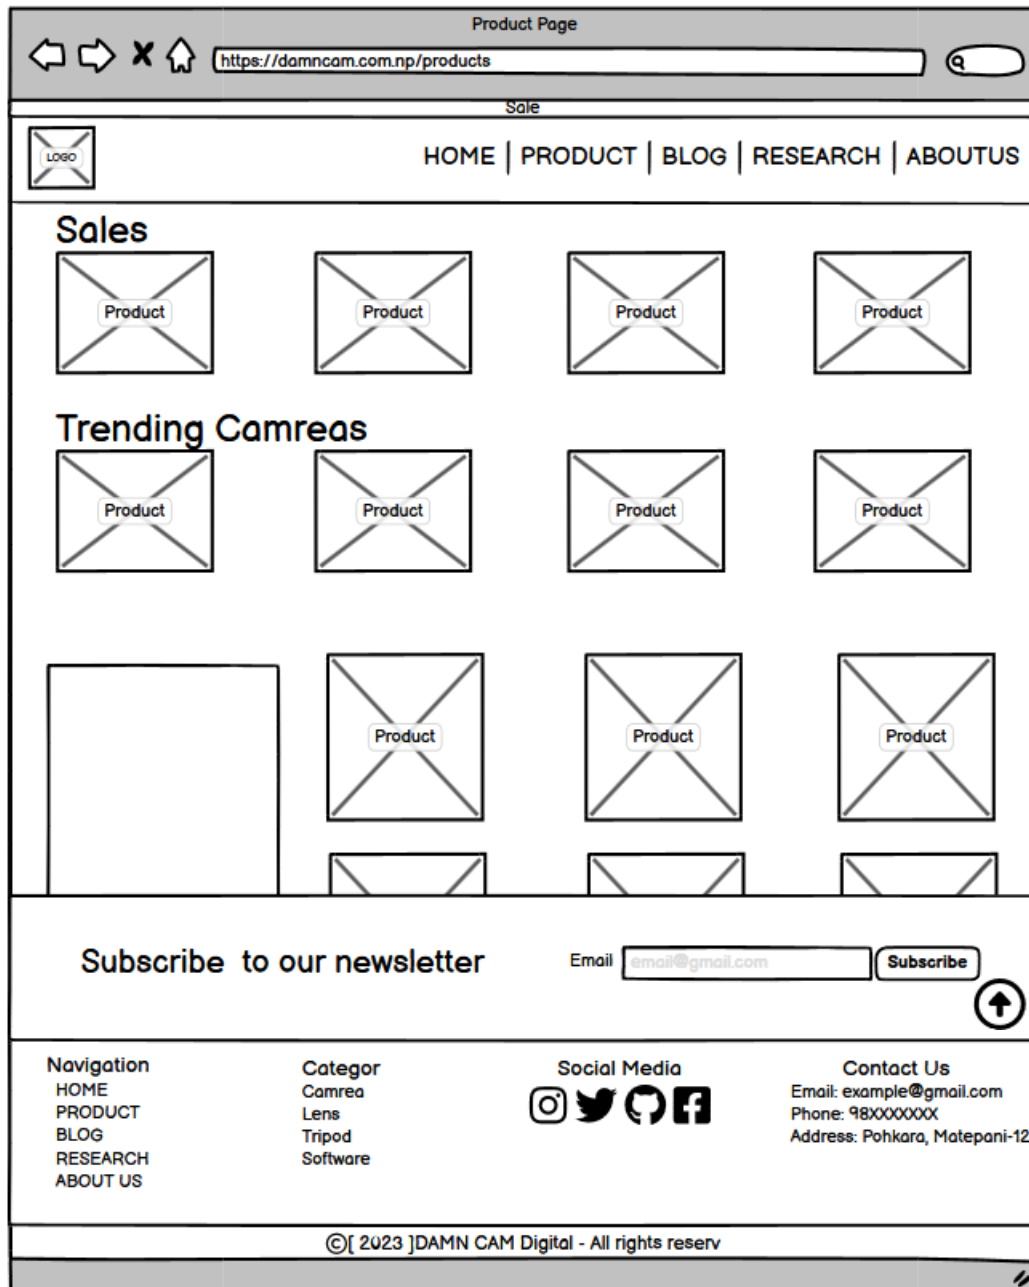 Product Page
https://damncam.com.np/products
Sale
LOGO
HOME | PRODUCT | BLOG | RESEARCH | ABOUTUS
Sales
Product Product Product Product
Trending Camreas
Product Product Product Product
Product Product Product
Subscribe to our newsletter
Email email@gmail.com Subscribe
Navigation
HOME
PRODUCT
BLOG
RESEARCH
ABOUT US
Categor
Camrea
Lens
Tripod
Software
Social Media
Contact Us
Email: example@gmail.com
Phone: 98XXXXXXX
Address: Pohkara, Matepani-12
©[ 2023 ]DAMN CAM Digital - All rights reserv